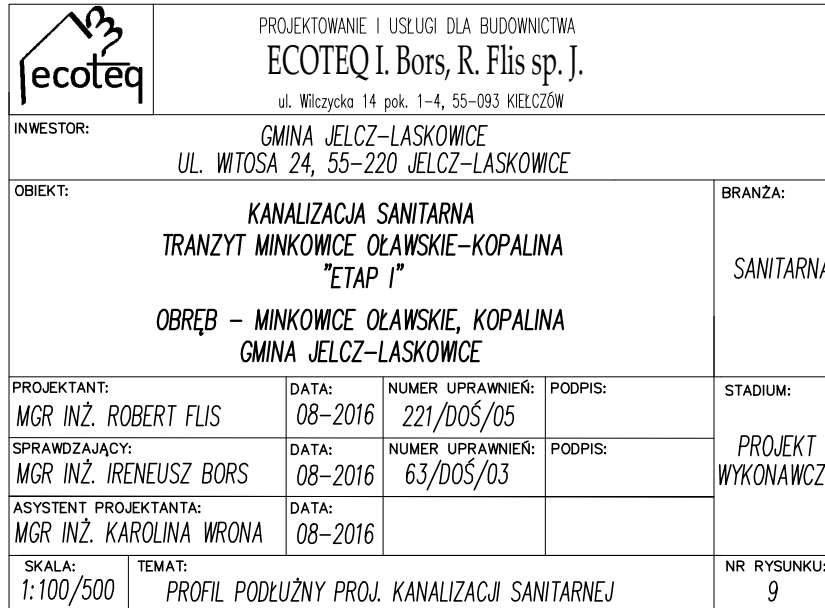 ecoteq
PROJEKTOWANIE I USŁUGI DLA BUDOWNICTWA
ECOTEQ I. Bors, R. Flis sp. J.
ul. Wilczycka 14 pok. 1-4, 55-093 KIEŁCZÓW
INWESTOR:
GMINA JELCZ-LASKOWICE
UL. WITOSA 24, 55-220 JELCZ-LASKOWICE
OBIEKT:
KANALIZACJA SANITARNA
TRANZYT MINKOWICE OŁAWSKIE-KOPALINA
"ETAP I"
OBRĘB - MINKOWICE OŁAWSKIE, KOPALINA
GMINA JELCZ-LASKOWICE
BRANŻA:
SANITARNA
PROJEKTANT:
MGR INŻ. ROBERT FLIS
DATA:
08-2016
NUMER UPRAWNIEŃ:
221/DOŚ/05
PODPIS:
SPRAWDZAJĄCY:
MGR INŻ. IRENEUSZ BORS
DATA:
08-2016
NUMER UPRAWNIEŃ:
63/DOŚ/03
PODPIS:
ASYSTENT PROJEKTANTA:
MGR INŻ. KAROLINA WRONA
DATA:
08-2016
STADIUM:
PROJEKT
WYKONAWCZ
SKALA:
1:100/500
TEMAT:
PROFIL PODŁUŻNY PROJ. KANALIZACJI SANITARNEJ
NR RYSUNKU:
9